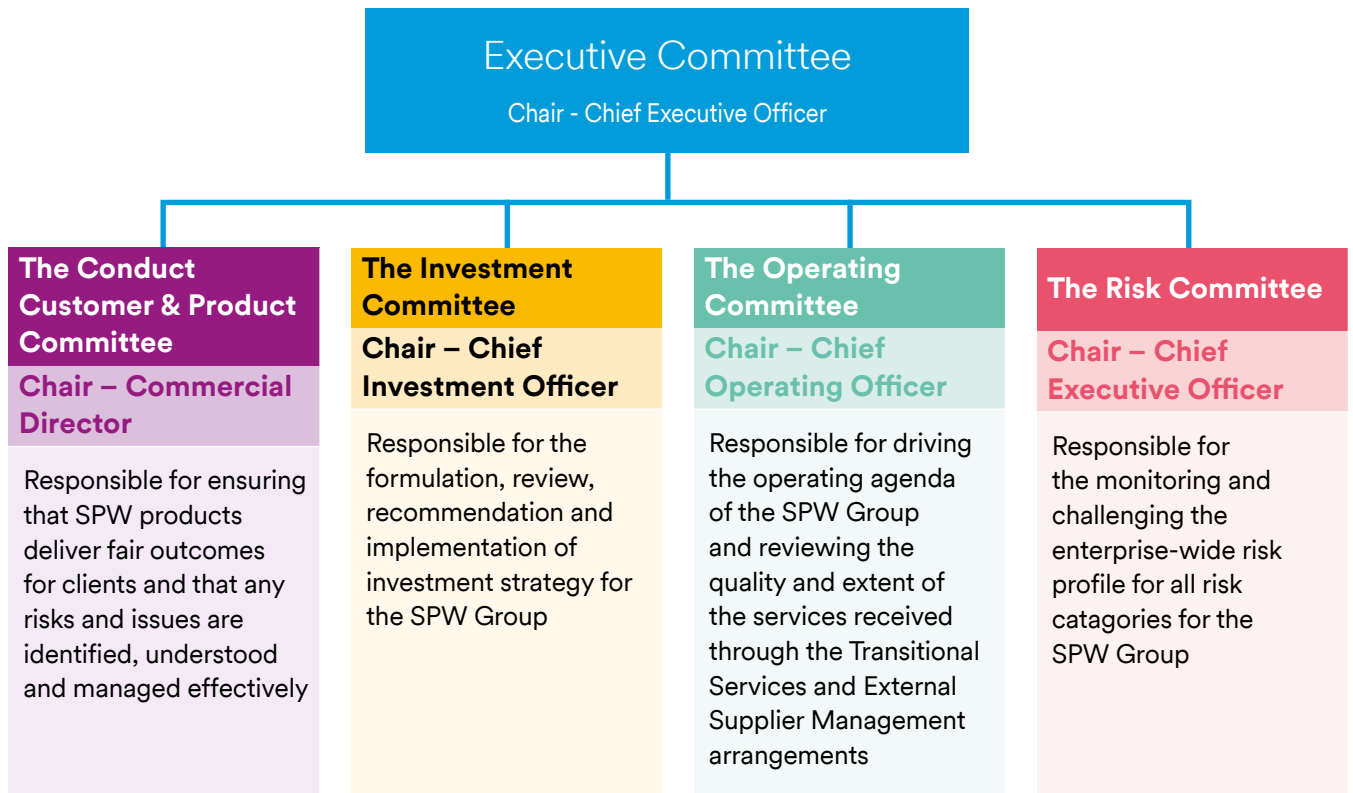 Executive Committee
Chair - Chief Executive Officer
The Conduct
Customer & Product
Committee
Chair – Commercial
Director
Responsible for ensuring
that SPW products
deliver fair outcomes
for clients and that any
risks and issues are
identified, understood
and managed effectively
The Investment
Committee
Chair – Chief
Investment Officer
Responsible for the
formulation, review,
recommendation and
implementation of
investment strategy for
the SPW Group
The Operating
Committee
Chair – Chief
Operating Officer
Responsible for driving
the operating agenda
of the SPW Group
and reviewing the
quality and extent of
the services received
through the Transitional
Services and External
Supplier Management
arrangements
The Risk Committee
Chair – Chief
Executive Officer
Responsible for
the monitoring and
challenging the
enterprise-wide risk
profile for all risk
catagories for the
SPW Group